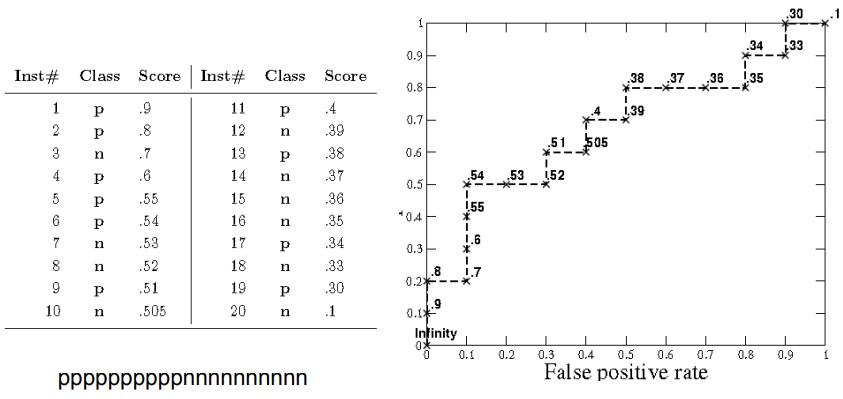 Inst# Class Score Inst# Class Score
1 p .9 11 p .4
2 p .8 12 n .39
3 n .7 13 p .38
4 p .6 14 n .37
5 p .55 15 n .36
6 p .54 16 n .35
7 n .53 17 p .34
8 n .52 18 n .33
9 p .51 19 p .30
10 n .505 20 n .1
ppppppppppnnnnnnnnnn
1
0.9
0.8
0.7
0.6
0.5
0.4
0.3
0.2
0.1
0
.30 .1
.34 .33
.38 .37 .36 .35
.4 .39
.51 .505
.54 .53 .52
.55
.6
.8 .7
.9
Infinity
0 0.1 0.2 0.3 0.4 0.5 0.6 0.7 0.8 0.9 1
False positive rate